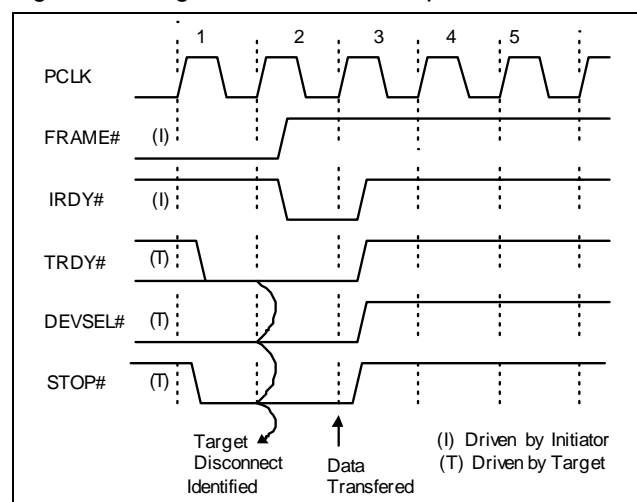 1 2 3 4 5
PCLK
FRAME# (I)
IRDY# (I)
TRDY# (T)
DEVSEL# (T)
STOP# (T)
Target
Disconnect
Identified
Data
Transfered
(I) Driven by Initiator
(T) Driven by Target